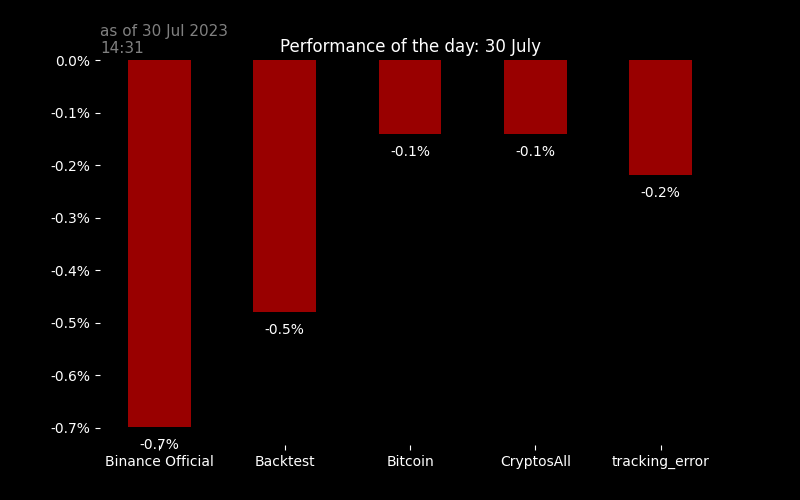 as of 30 Jul 2023
14:31
Performance of the day: 30 July
0.0%
-0.1%
-0.2%
-0.3%
-0.4%
-0.5%
-0.6%
-0.7%
-0.7%
-0.5%
-0.1%
-0.1%
-0.2%
Binance Official
Backtest
Bitcoin
CryptosAll
tracking_error